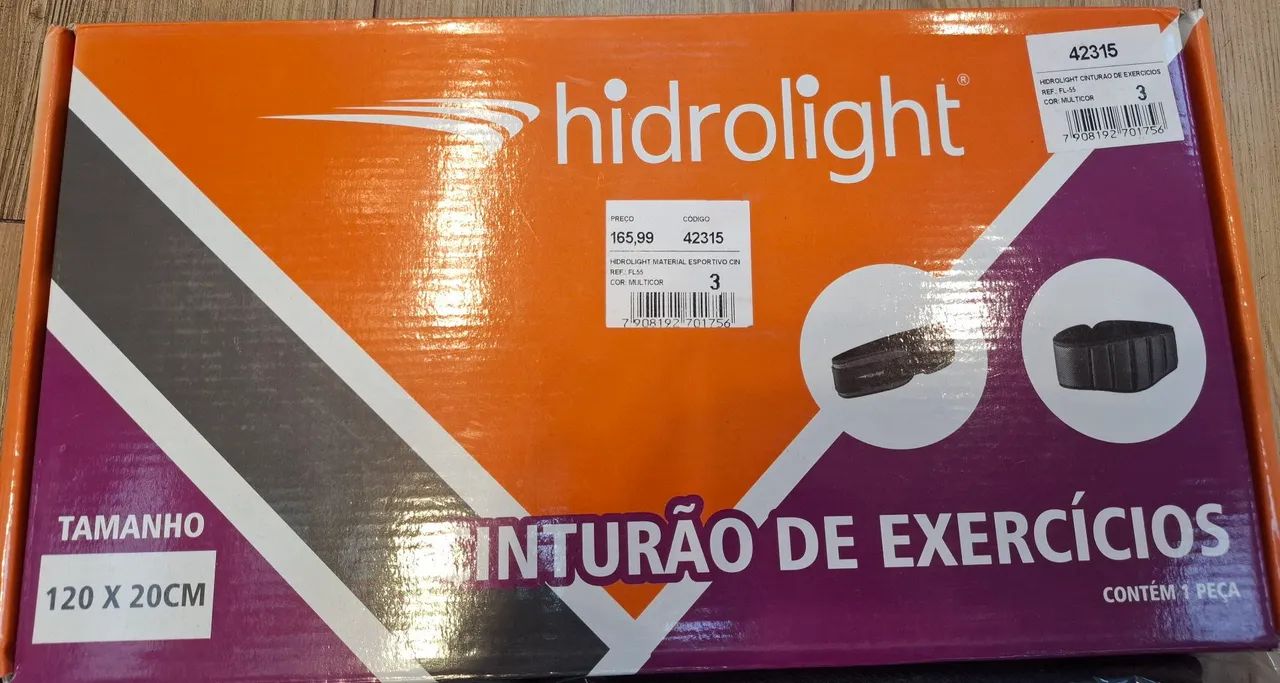 hidrolight®
42315
HIDROLIGHT CINTURAO DE EXERCICIOS
REF.: FL-55
COR: MULTICOR 3
7 908192 701756
PRECO CÓDIGO
165,99 42315
HIDROLIGHT MATERIAL ESPORTIVO CIN
REF.: FL55
COR: MULTICOR 3
7 908192 701756
TAMANHO
120 X 20CM
CINTURÃO DE EXERCÍCIOS
CONTÉM 1 PEÇA